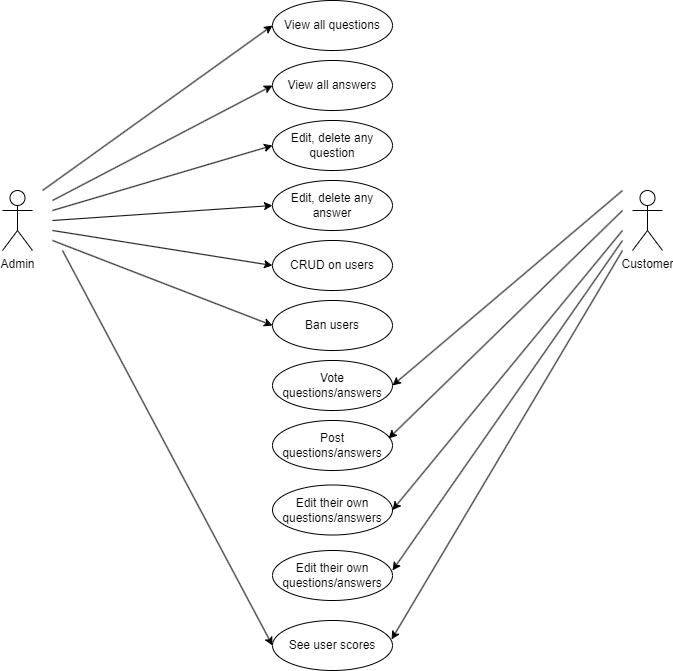 View all questions
View all answers
Edit, delete any
question
Edit, delete any
answer
Admin
Customer
CRUD on users
Ban users
Vote
questions/answers
Post
questions/answers
Edit their own
questions/answers
Edit their own
questions/answers
See user scores